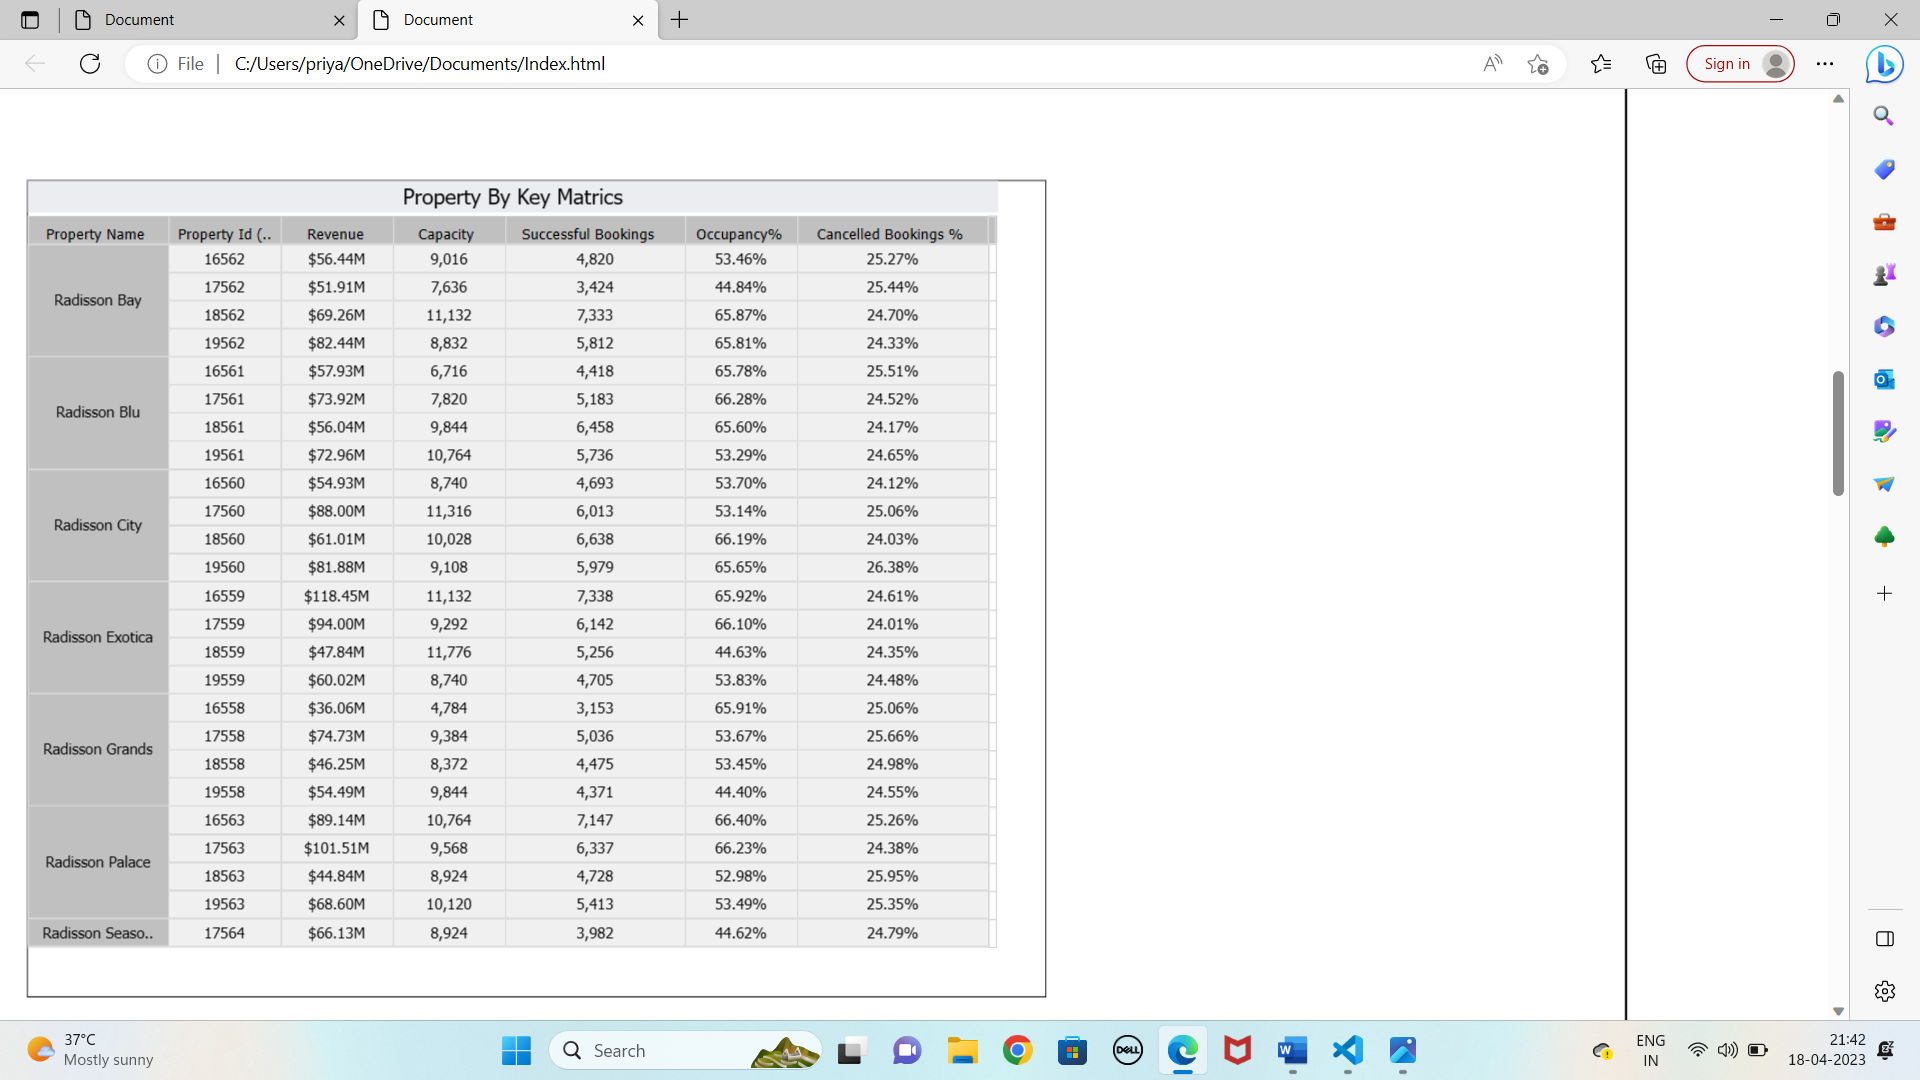 Document
Document
File
C:/Users/priya/OneDrive/Documents/Index.html
Sign in
Property By Key Matrics
Property Name Property Id (.. Revenue Capacity Successful Bookings Occupancy% Cancelled Bookings %
Radisson Bay
16562 $56.44M 9,016 4,820 53.46% 25.27%
17562 $51.91M 7,636 3,424 44.84% 25.44%
18562 $69.26M 11,132 7,333 65.87% 24.70%
19562 $82.44M 8,832 5,812 65.81% 24.33%
Radisson Blu
16561 $57.93M 6,716 4,418 65.78% 25.51%
17561 $73.92M 7,820 5,183 66.28% 24.52%
18561 $56.04M 9,844 6,458 65.60% 24.17%
19561 $72.96M 10,764 5,736 53.29% 24.65%
Radisson City
16560 $54.93M 8,740 4,693 53.70% 24.12%
17560 $88.00M 11,316 6,013 53.14% 25.06%
18560 $61.01M 10,028 6,638 66.19% 24.03%
19560 $81.88M 9,108 5,979 65.65% 26.38%
Radisson Exotica
16559 $118.45M 11,132 7,338 65.92% 24.61%
17559 $94.00M 9,292 6,142 66.10% 24.01%
18559 $47.84M 11,776 5,256 44.63% 24.35%
19559 $60.02M 8,740 4,705 53.83% 24.48%
Radisson Grands
16558 $36.06M 4,784 3,153 65.91% 25.06%
17558 $74.73M 9,384 5,036 53.67% 25.66%
18558 $46.25M 8,372 4,475 53.45% 24.98%
19558 $54.49M 9,844 4,371 44.40% 24.55%
Radisson Palace
16563 $89.14M 10,764 7,147 66.40% 25.26%
17563 $101.51M 9,568 6,337 66.23% 24.38%
18563 $44.84M 8,924 4,728 52.98% 25.95%
19563 $68.60M 10,120 5,413 53.49% 25.35%
Radisson Seaso.. 17564 $66.13M 8,924 3,982 44.62% 24.79%
37°C
Mostly sunny
Search
DELL
ENG
IN
21:42
18-04-2023